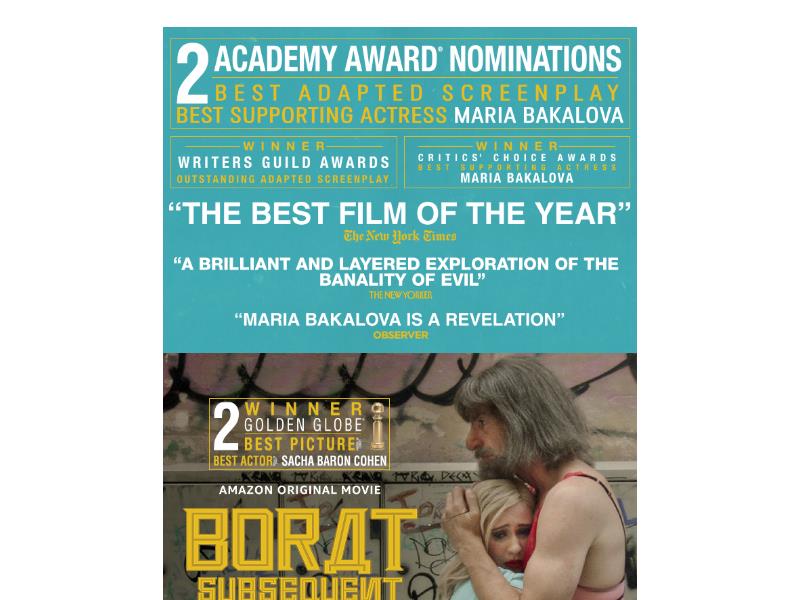 2 ACADEMY AWARD® NOMINATIONS
BEST ADAPTED SCREENPLAY
BEST SUPPORTING ACTRESS MARIA BAKALOVA
WINNER
WRITERS GUILD AWARDS
OUTSTANDING ADAPTED SCREENPLAY
WINNER
CRITICS' CHOICE AWARDS
BEST SUPPORTING ACTRESS
MARIA BAKALOVA
“THE BEST FILM OF THE YEAR”
The New York Times
“A BRILLIANT AND LAYERED EXPLORATION OF THE
BANALITY OF EVIL”
THE NEW YORKER
“MARIA BAKALOVA IS A REVELATION”
OBSERVER
2 WINNER
GOLDEN GLOBE
BEST PICTURE
BEST ACTOR SACHA BARON COHEN
AMAZON ORIGINAL MOVIE
BORAT
SUBSEQUENT